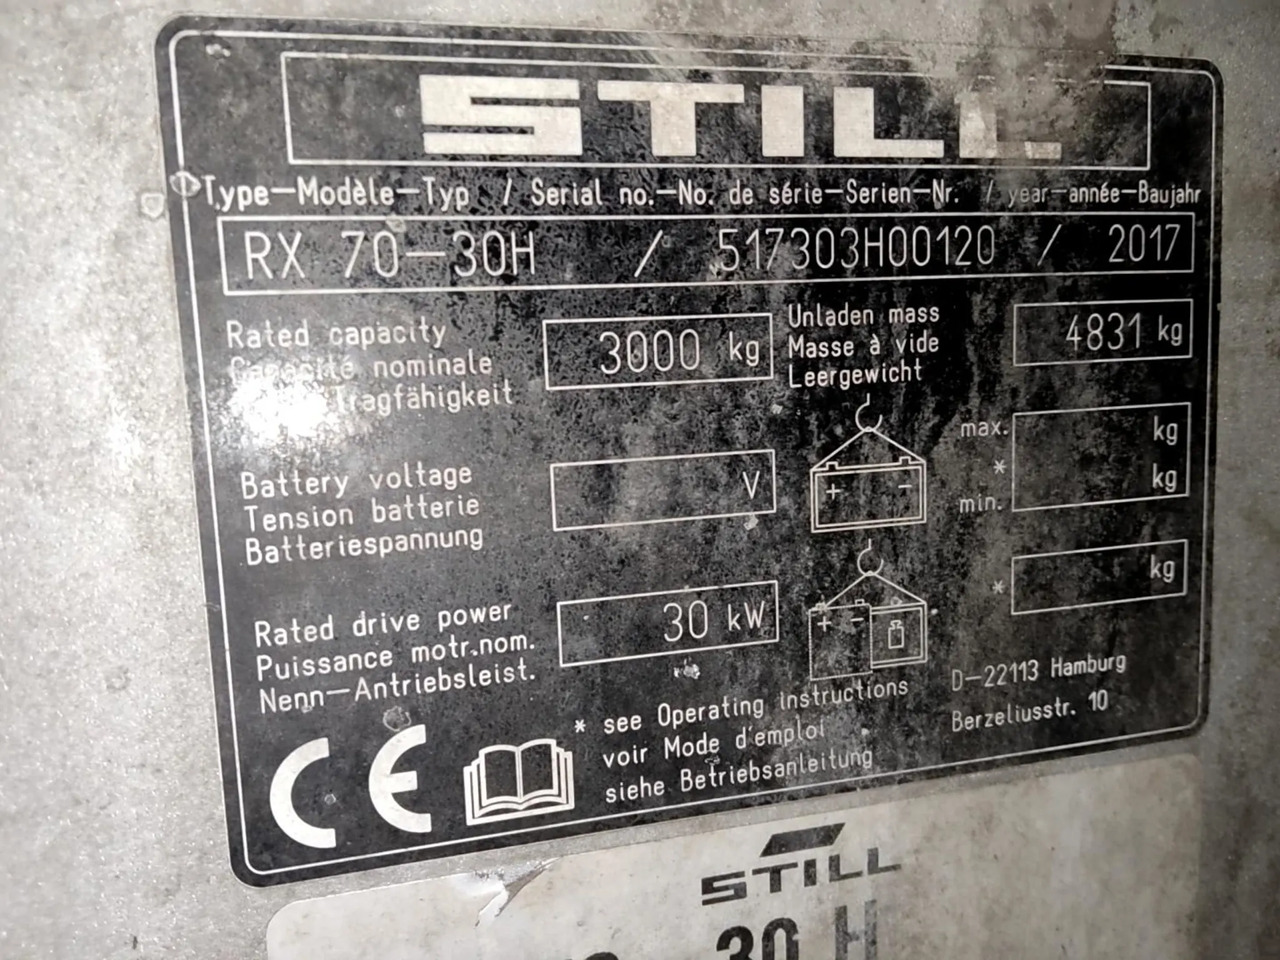 STILL
Type-Modèle-Typ / Serial no.-No. de série-Serien-Nr. / year-année-Baujahr
RX 70-30H / 517303H00120 / 2017
Rated capacity
Capacité nominale
tragfähigkeit
3000 kg
Unladen mass
Masse à vide
Leergewicht
4831 kg
Battery voltage
Tension batterie
Batteriespannung
V
+ -
max. kg
* kg
min.
Rated drive power
Puissance motr.nom.
Nenn-Antriebsleist.
30 kW
+ -
* kg
CE
* see Operating instructions
voir Mode d'emploi
siehe Betriebsanleitung
D-22113 Hamburg
Berzeliusstr. 10
STILL
30 H